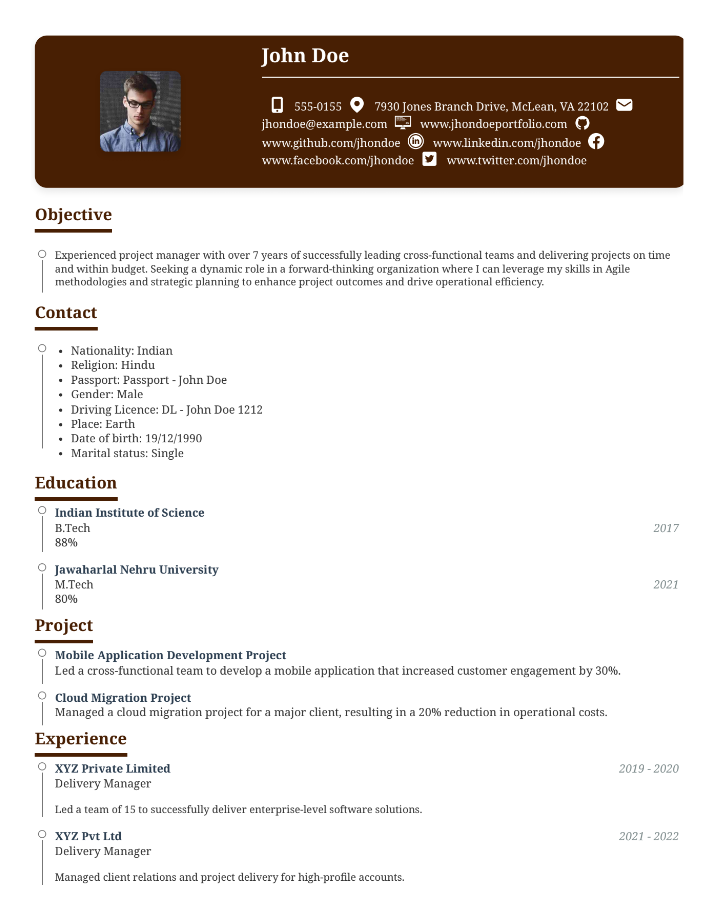 John Doe
555-0155 7930 Jones Branch Drive, McLean, VA 22102
jhondoe@example.com www.jhondoeportfolio.com
www.github.com/jhondoe www.linkedin.com/jhondoe
www.facebook.com/jhondoe www.twitter.com/jhondoe
Objective
Experienced project manager with over 7 years of successfully leading cross-functional teams and delivering projects on time
and within budget. Seeking a dynamic role in a forward-thinking organization where I can leverage my skills in Agile
methodologies and strategic planning to enhance project outcomes and drive operational efficiency.
Contact
• Nationality: Indian
• Religion: Hindu
• Passport: Passport - John Doe
• Gender: Male
• Driving Licence: DL - John Doe 1212
• Place: Earth
• Date of birth: 19/12/1990
• Marital status: Single
Education
Indian Institute of Science
B.Tech 2017
88%
Jawaharlal Nehru University
M.Tech 2021
80%
Project
Mobile Application Development Project
Led a cross-functional team to develop a mobile application that increased customer engagement by 30%.
Cloud Migration Project
Managed a cloud migration project for a major client, resulting in a 20% reduction in operational costs.
Experience
XYZ Private Limited 2019 - 2020
Delivery Manager
Led a team of 15 to successfully deliver enterprise-level software solutions.
XYZ Pvt Ltd 2021 - 2022
Delivery Manager
Managed client relations and project delivery for high-profile accounts.